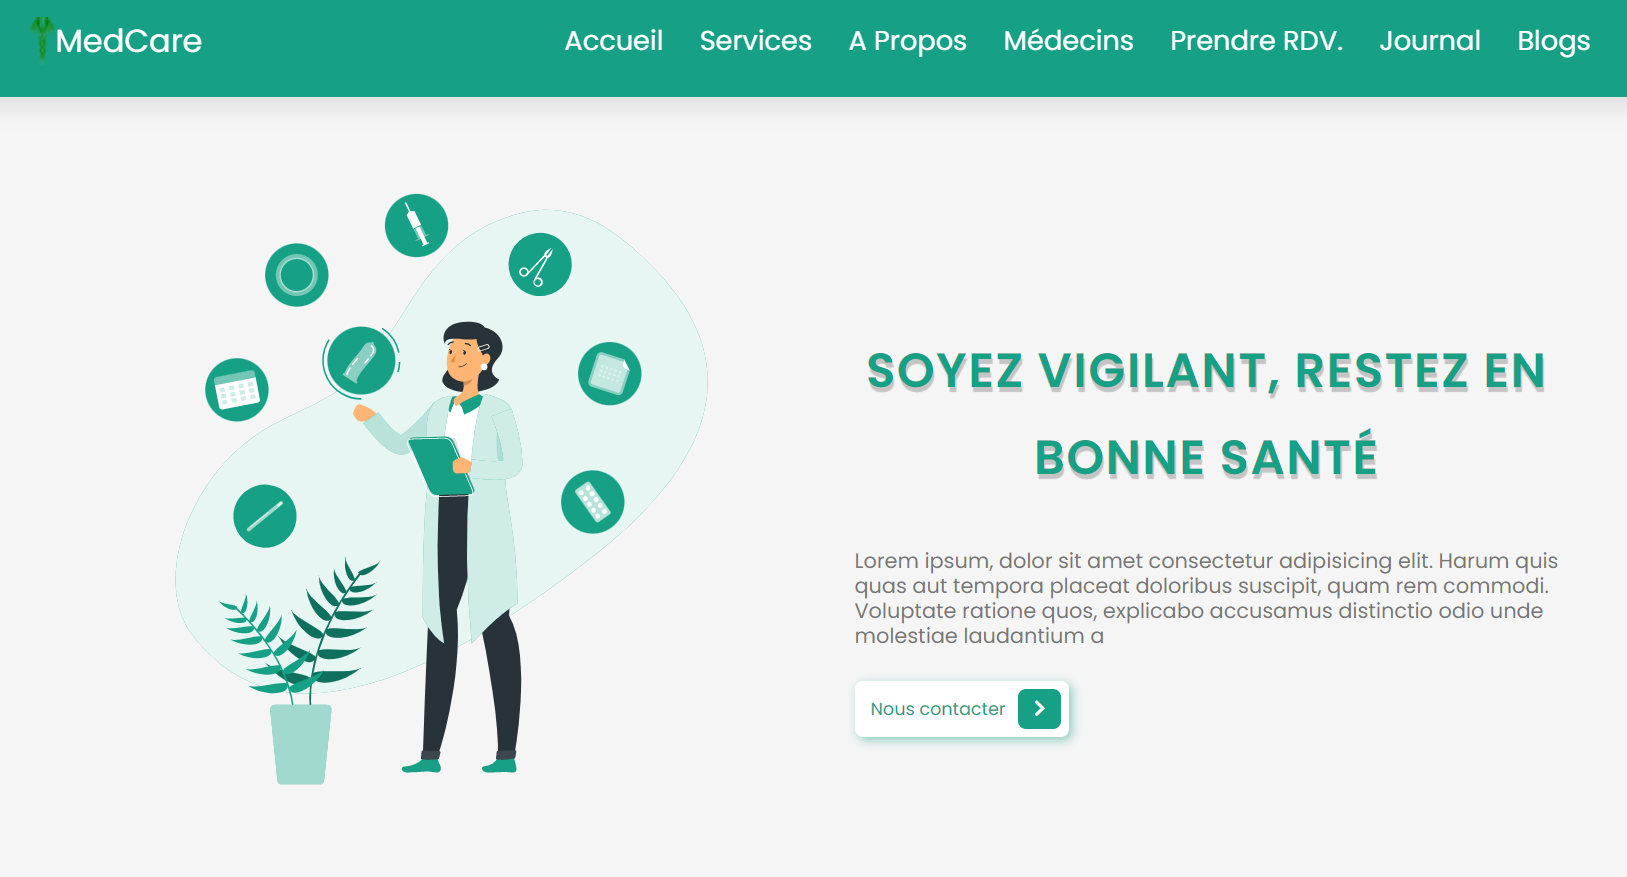 MedCare
Accueil Services A Propos Médecins Prendre RDV. Journal Blogs
SOYEZ VIGILANT, RESTEZ EN
BONNE SANTÉ
Lorem ipsum, dolor sit amet consectetur adipisicing elit. Harum quis
quas aut tempora placeat doloribus suscipit, quam rem commodi.
Voluptate ratione quos, explicabo accusamus distinctio odio unde
molestiae laudantium a
Nous contacter